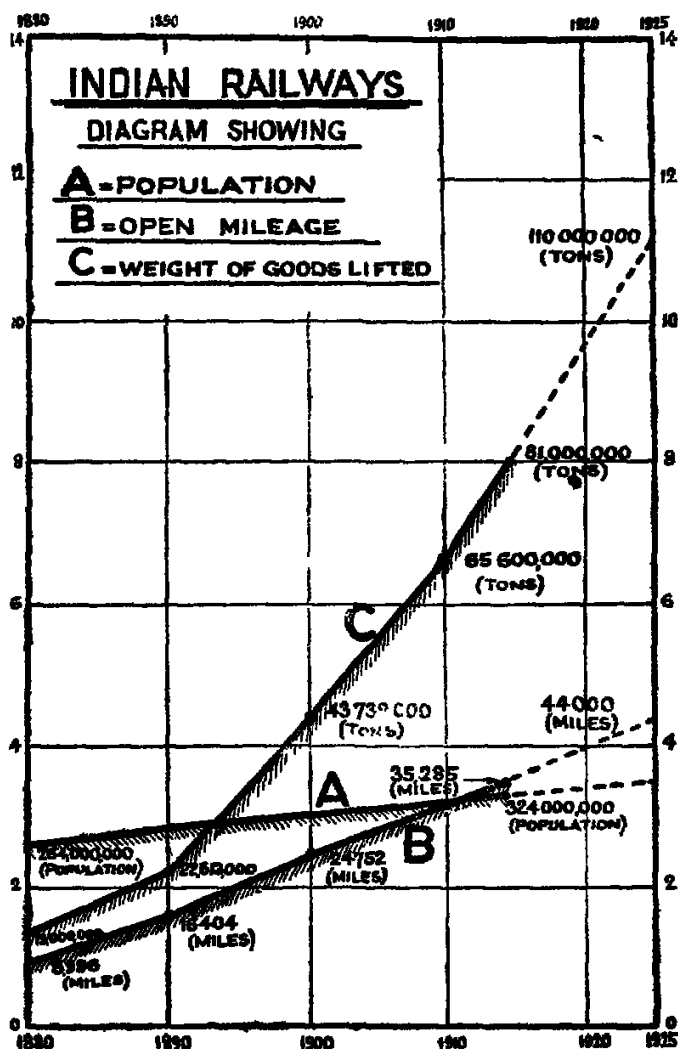 1880 1890 1900 1910 1920 1925
14 14
INDIAN RAILWAYS
DIAGRAM SHOWING
12 12
A=POPULATION
B=OPEN MILEAGE
C=WEIGHT OF GOODS LIFTED
110 000 000
(TONS)
10 10
81.000,000
(TONS)
8 8
65 600,000
(TONS)
6 6
C
(TONS)
44000
(MILES)
4 4
35,285
(MILES)
A
324 000,000
(POPULATION)
B
(POPULATION)
24752
(MILES)
2 2
(MILES)
(MILES)
0 0
1880 1890 1900 1910 1920 1925